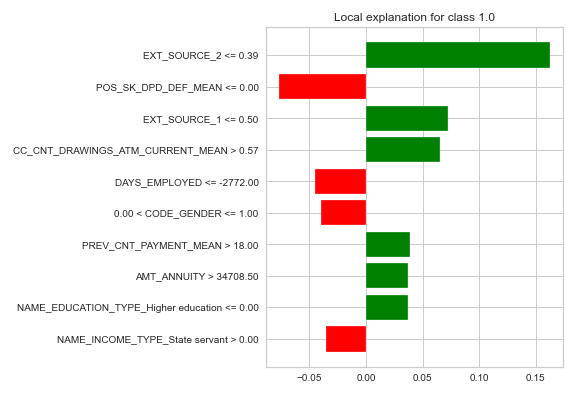 Local explanation for class 1.0
EXT_SOURCE_2 <= 0.39
POS_SK_DPD_DEF_MEAN <= 0.00
EXT_SOURCE_1 <= 0.50
CC_CNT_DRAWINGS_ATM_CURRENT_MEAN > 0.57
DAYS_EMPLOYED <= -2772.00
0.00 < CODE_GENDER <= 1.00
PREV_CNT_PAYMENT_MEAN > 18.00
AMT_ANNUITY > 34708.50
NAME_EDUCATION_TYPE_Higher education <= 0.00
NAME_INCOME_TYPE_State servant > 0.00
−0.05 0.00 0.05 0.10 0.15